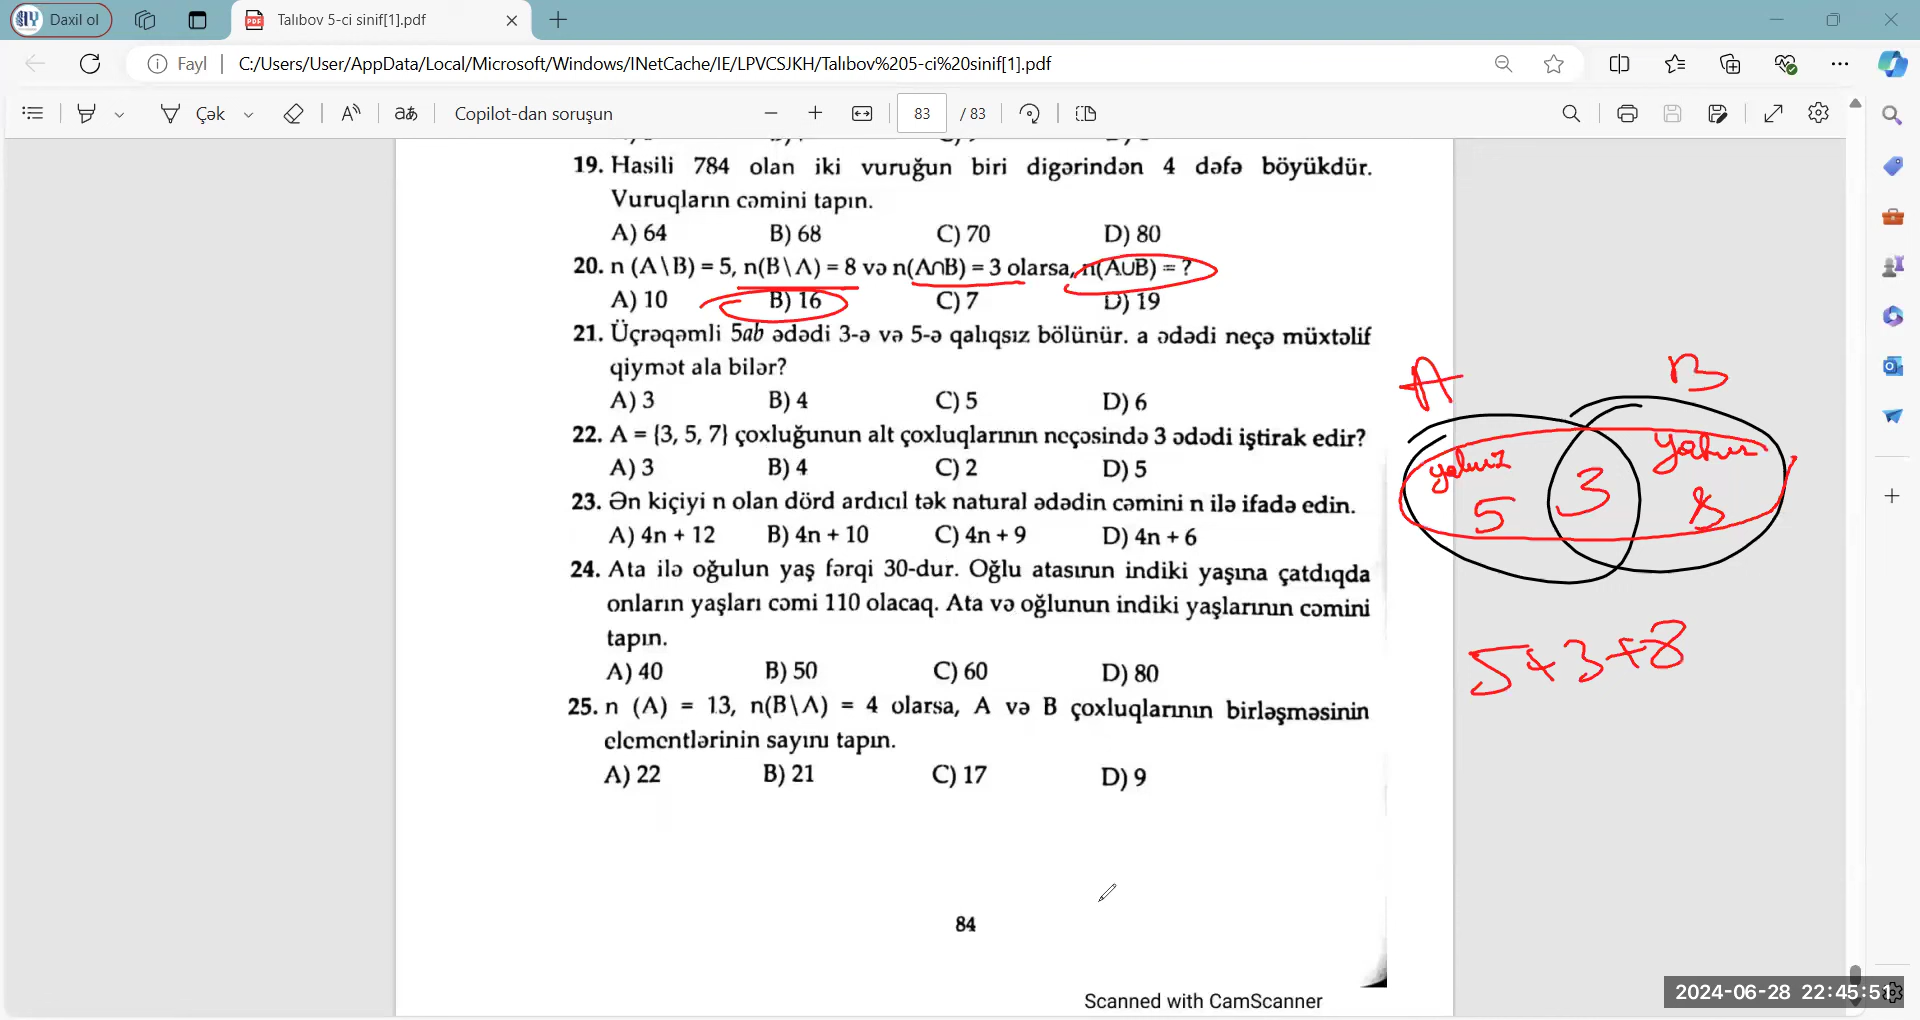 Daxil ol
Talıbov 5-ci sinif[1].pdf
Fayl
C:/Users/User/AppData/Local/Microsoft/Windows/INetCache/IE/LPVCSJKH/Talıbov%205-ci%20sinif[1].pdf
Çək
Copilot-dan soruşun
83 / 83
19. Hasili 784 olan iki vuruğun biri digərindən 4 dəfə böyükdür.
Vuruqların cəmini tapın.
A) 64 B) 68 C) 70 D) 80
20. n (A\B) = 5, n(B\A) = 8 və n(A∩B) = 3 olarsa, n(A∪B) = ?
A) 10 B) 16 C) 7 D) 19
21. Üçrəqəmli 5ab ədədi 3-ə və 5-ə qalıqsız bölünür. a ədədi neçə müxtəlif
qiymət ala bilər?
A) 3 B) 4 C) 5 D) 6
22. A = {3, 5, 7} çoxluğunun alt çoxluqlarının neçəsində 3 ədədi iştirak edir?
A) 3 B) 4 C) 2 D) 5
23. Ən kiçiyi n olan dörd ardıcıl tək natural ədədin cəmini n ilə ifadə edin.
A) 4n + 12 B) 4n + 10 C) 4n + 9 D) 4n + 6
24. Ata ilə oğulun yaş fərqi 30-dur. Oğlu atasının indiki yaşına çatdıqda
onların yaşları cəmi 110 olacaq. Ata və oğlunun indiki yaşlarının cəmini
tapın.
A) 40 B) 50 C) 60 D) 80
25. n (A) = 13, n(B\A) = 4 olarsa, A və B çoxluqlarının birləşməsinin
elementlərinin sayını tapın.
A) 22 B) 21 C) 17 D) 9
84
Scanned with CamScanner
A B
yalnız
5 3 8
5+3+8
2024-06-28 22:45:51